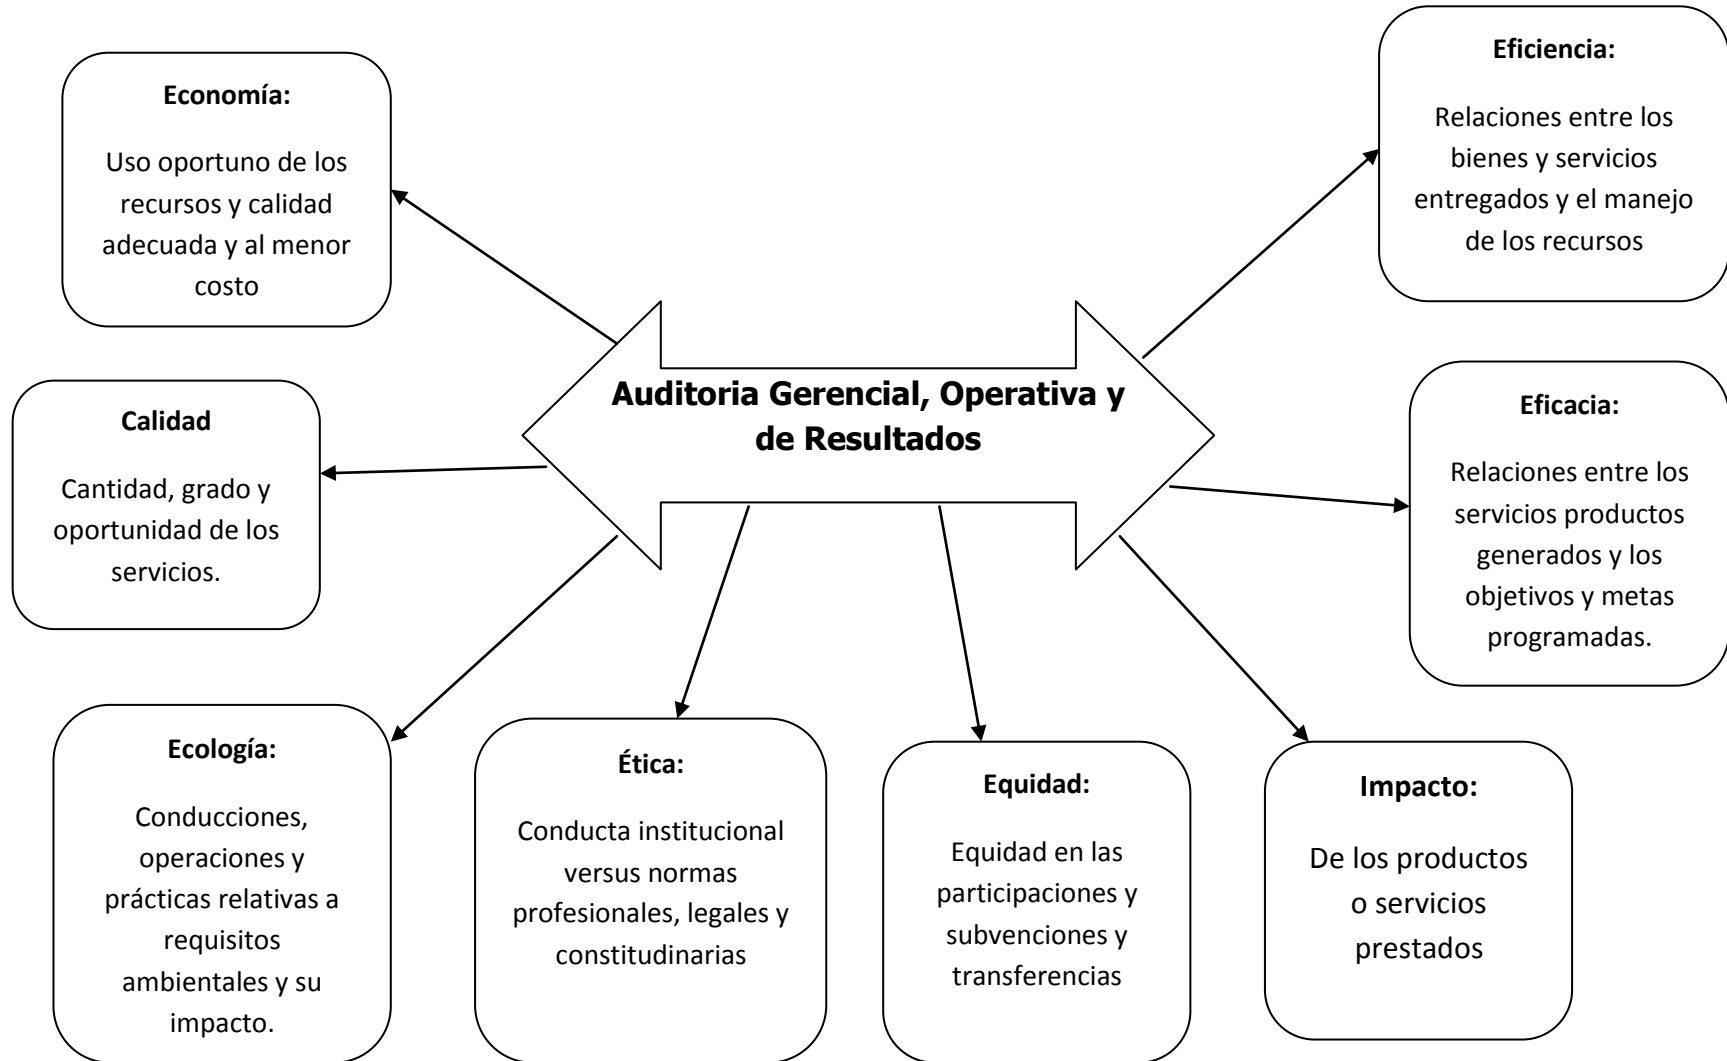 Economía:
Uso oportuno de los
recursos y calidad
adecuada y al menor
costo
Eficiencia:
Relaciones entre los
bienes y servicios
entregados y el manejo
de los recursos
Auditoria Gerencial, Operativa y
de Resultados
Calidad
Cantidad, grado y
oportunidad de los
servicios.
Eficacia:
Relaciones entre los
servicios productos
generados y los
objetivos y metas
programadas.
Ecología:
Conducciones,
operaciones y
prácticas relativas a
requisitos
ambientales y su
impacto.
Ética:
Conducta institucional
versus normas
profesionales, legales y
constitudinarias
Equidad:
Equidad en las
participaciones y
subvenciones y
transferencias
Impacto:
De los productos
o servicios
prestados